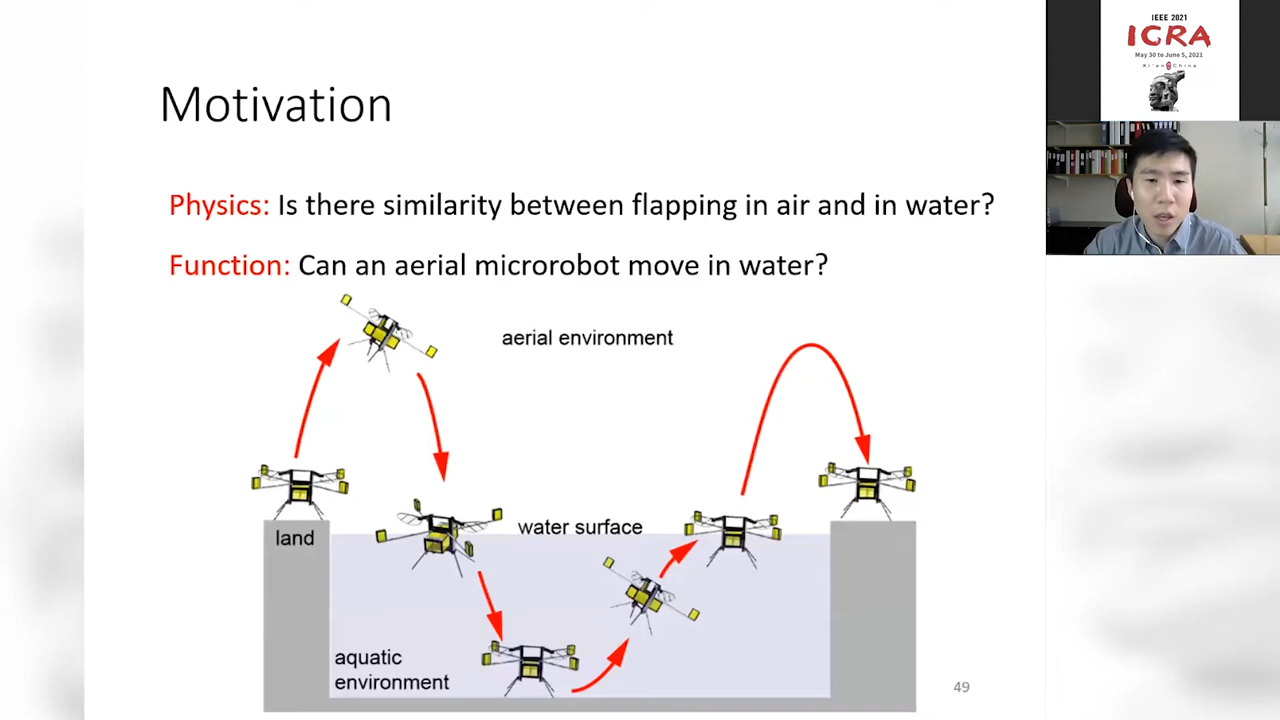 Motivation
Physics: Is there similarity between flapping in air and in water?
Function: Can an aerial microrobot move in water?
aerial environment
water surface
land
aquatic
environment
49
IEEE 2021
ICRA
May 30 to June 5, 2021
Xi'an China